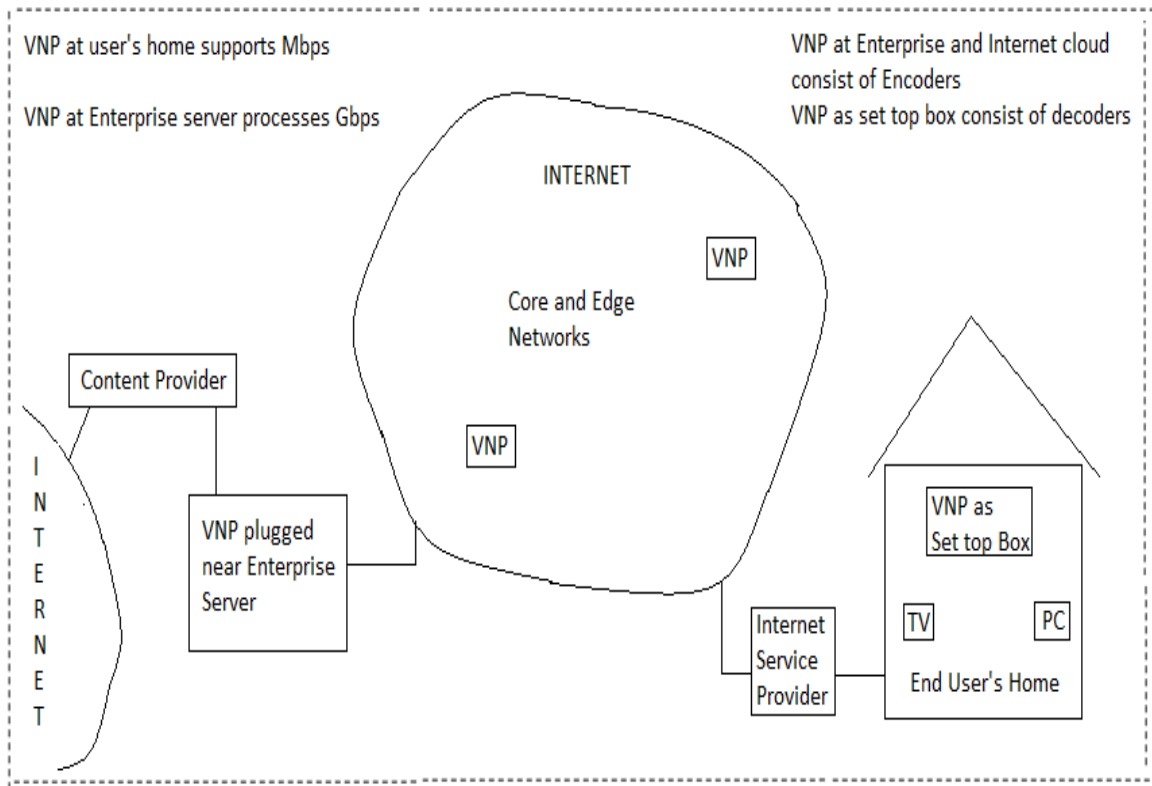 VNP at user's home supports Mbps
VNP at Enterprise server processes Gbps
VNP at Enterprise and Internet cloud
consist of Encoders
VNP as set top box consist of decoders
INTERNET
VNP
Core and Edge
Networks
VNP
Content Provider
I
N
T
E
R
N
E
T
VNP plugged
near Enterprise
Server
Internet
Service
Provider
VNP as
Set top Box
TV
PC
End User's Home